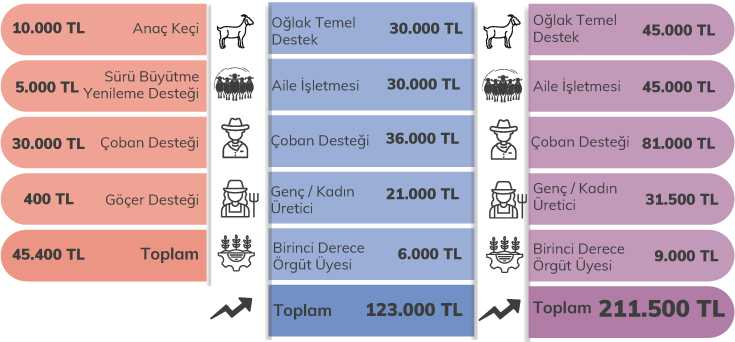 10.000 TL Anaç Keçi
5.000 TL Sürü Büyütme
Yenileme Desteği
30.000 TL Çoban Desteği
400 TL Göçer Desteği
45.400 TL Toplam
Oğlak Temel
Destek 30.000 TL
Aile İşletmesi 30.000 TL
Çoban Desteği 36.000 TL
Genç / Kadın
Üretici 21.000 TL
Birinci Derece
Örgüt Üyesi 6.000 TL
Toplam 123.000 TL
Oğlak Temel
Destek 45.000 TL
Aile İşletmesi 45.000 TL
Çoban Desteği 81.000 TL
Genç / Kadın
Üretici 31.500 TL
Birinci Derece
Örgüt Üyesi 9.000 TL
Toplam 211.500 TL